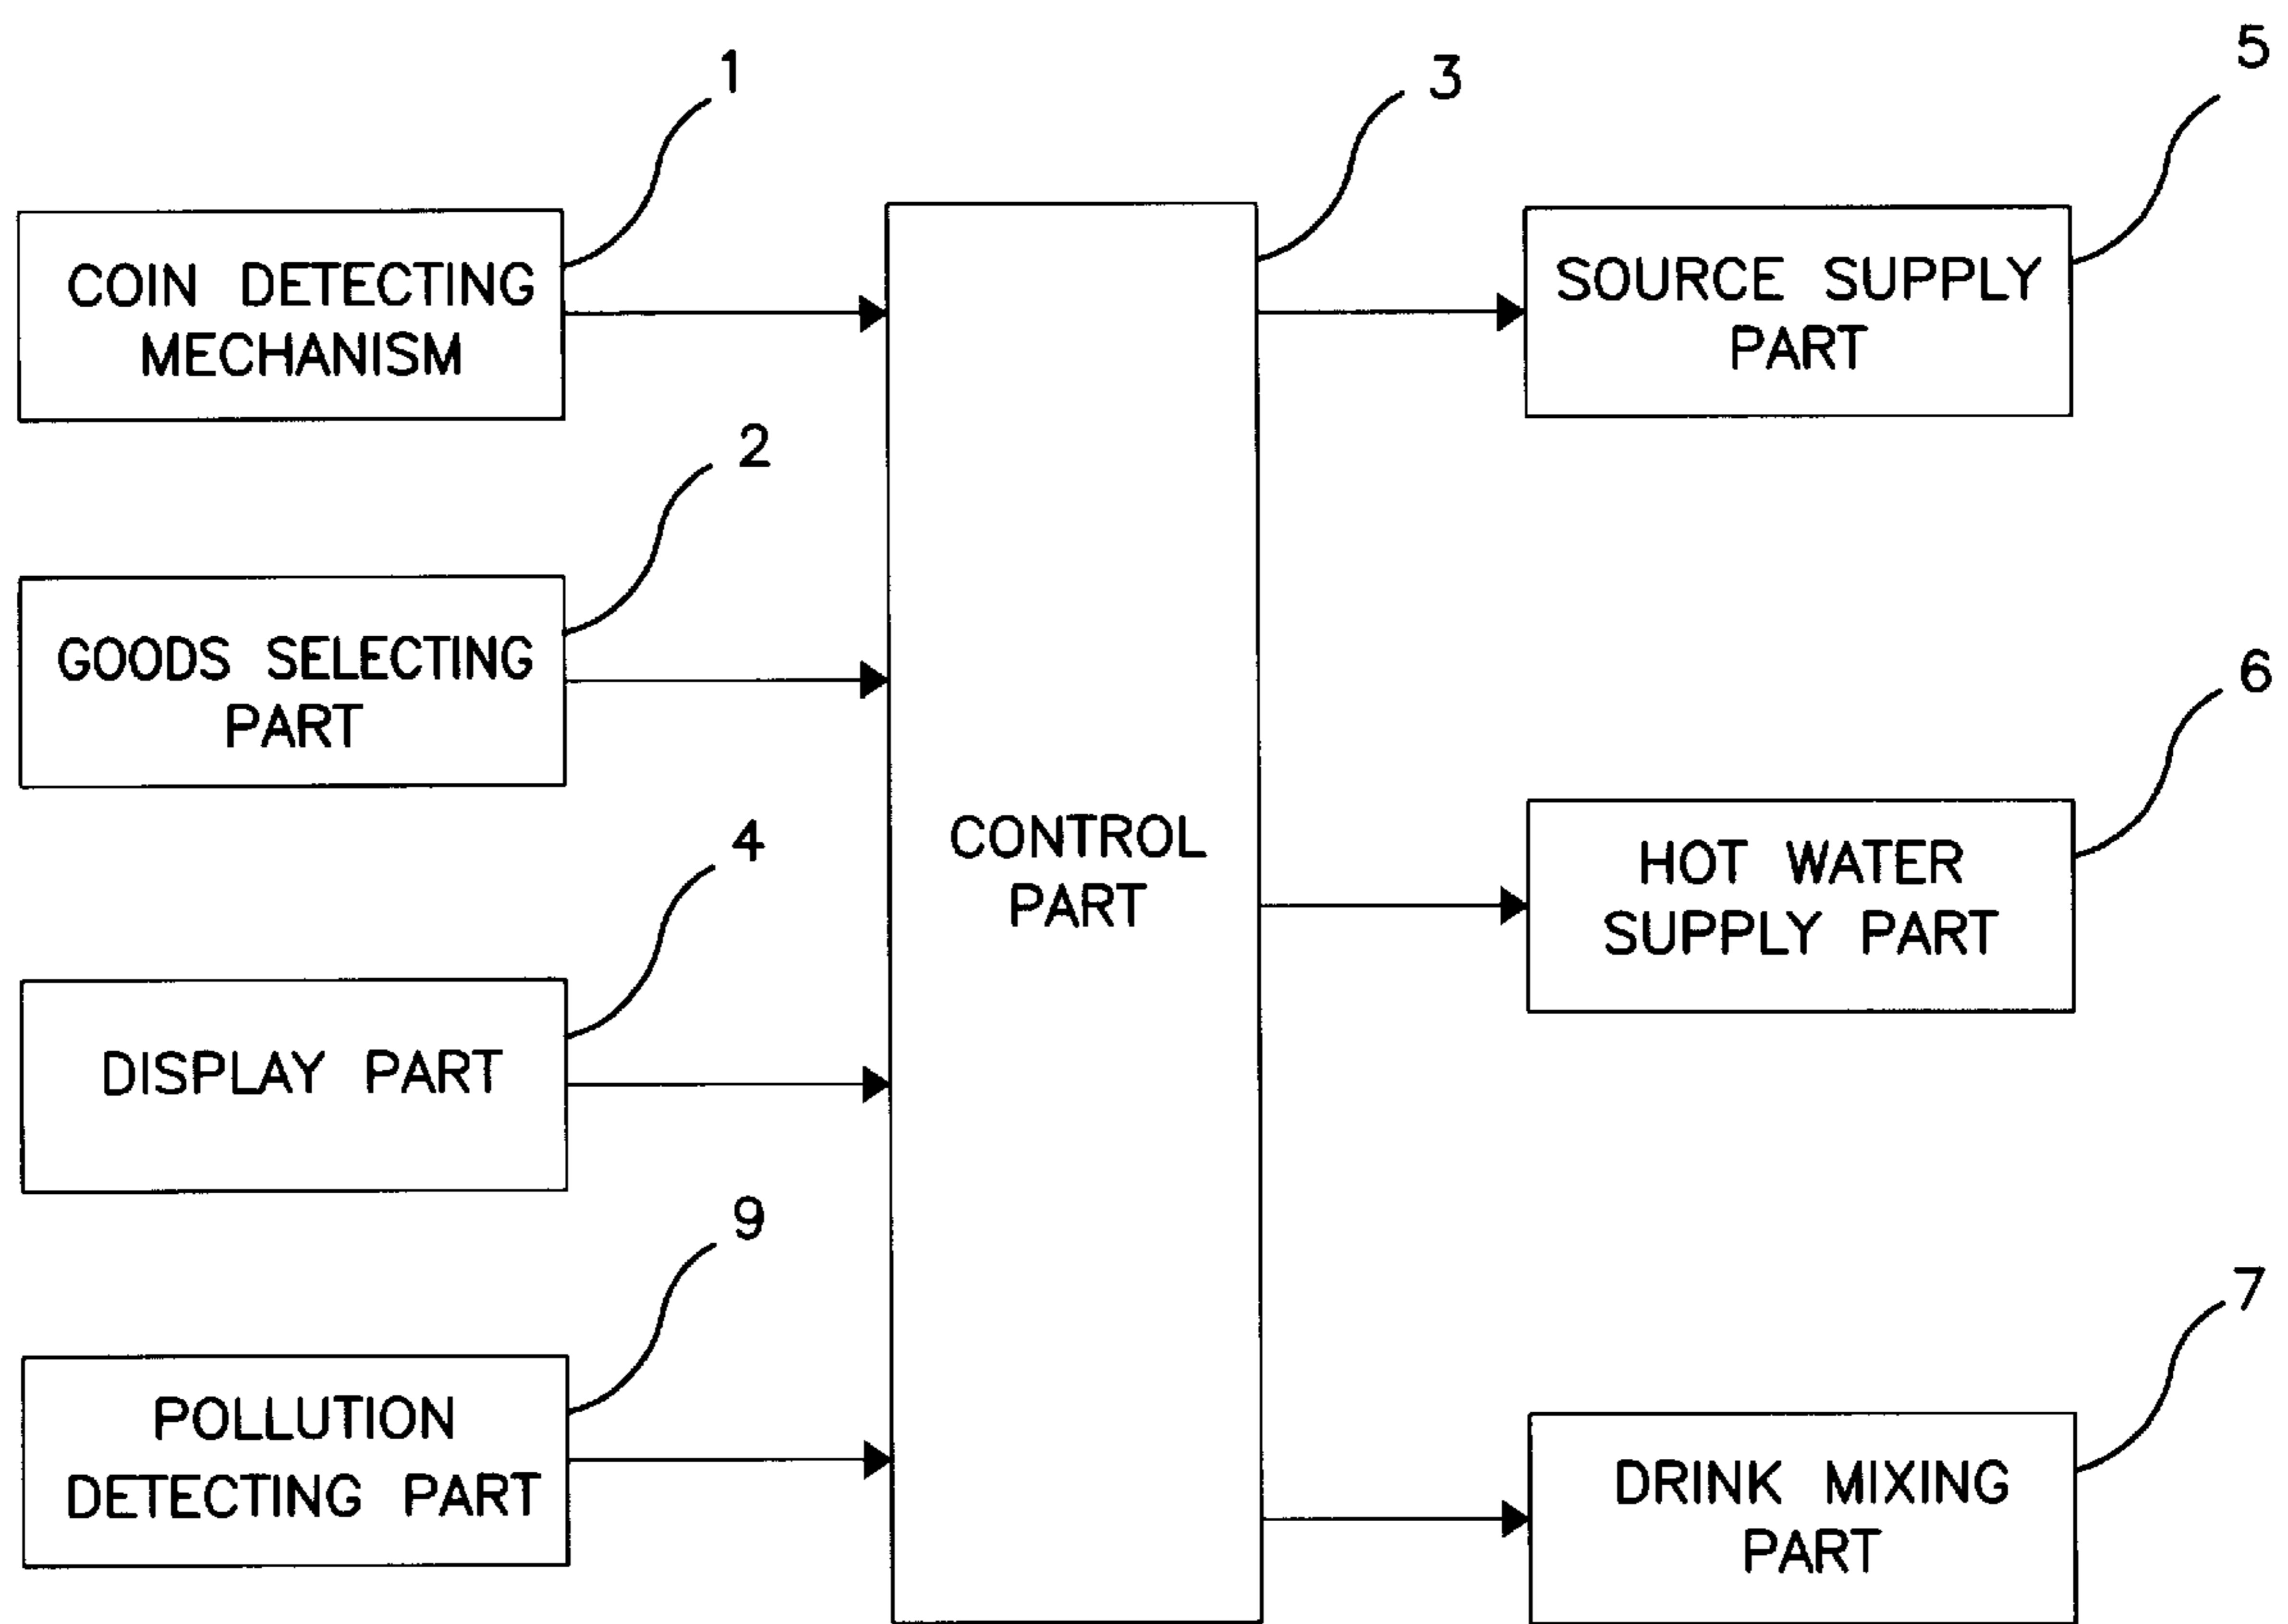 1
COIN DETECTING
MECHANISM
2
GOODS SELECTING
PART
4
DISPLAY PART
9
POLLUTION
DETECTING PART
3
CONTROL
PART
5
SOURCE SUPPLY
PART
6
HOT WATER
SUPPLY PART
7
DRINK MIXING
PART